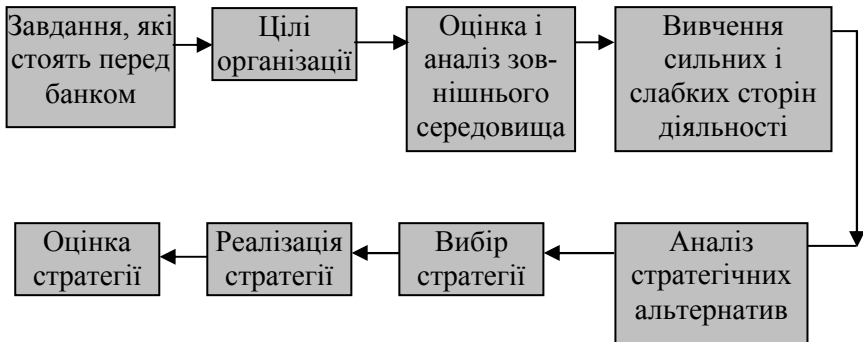 Завдання, які
стоять перед
банком
Цілі
організації
Оцінка і
аналіз зов-
нішнього
середовища
Вивчення
сильних і
слабких сторін
діяльності
Оцінка
стратегії
Реалізація
стратегії
Вибір
стратегії
Аналіз
стратегічних
альтернатив